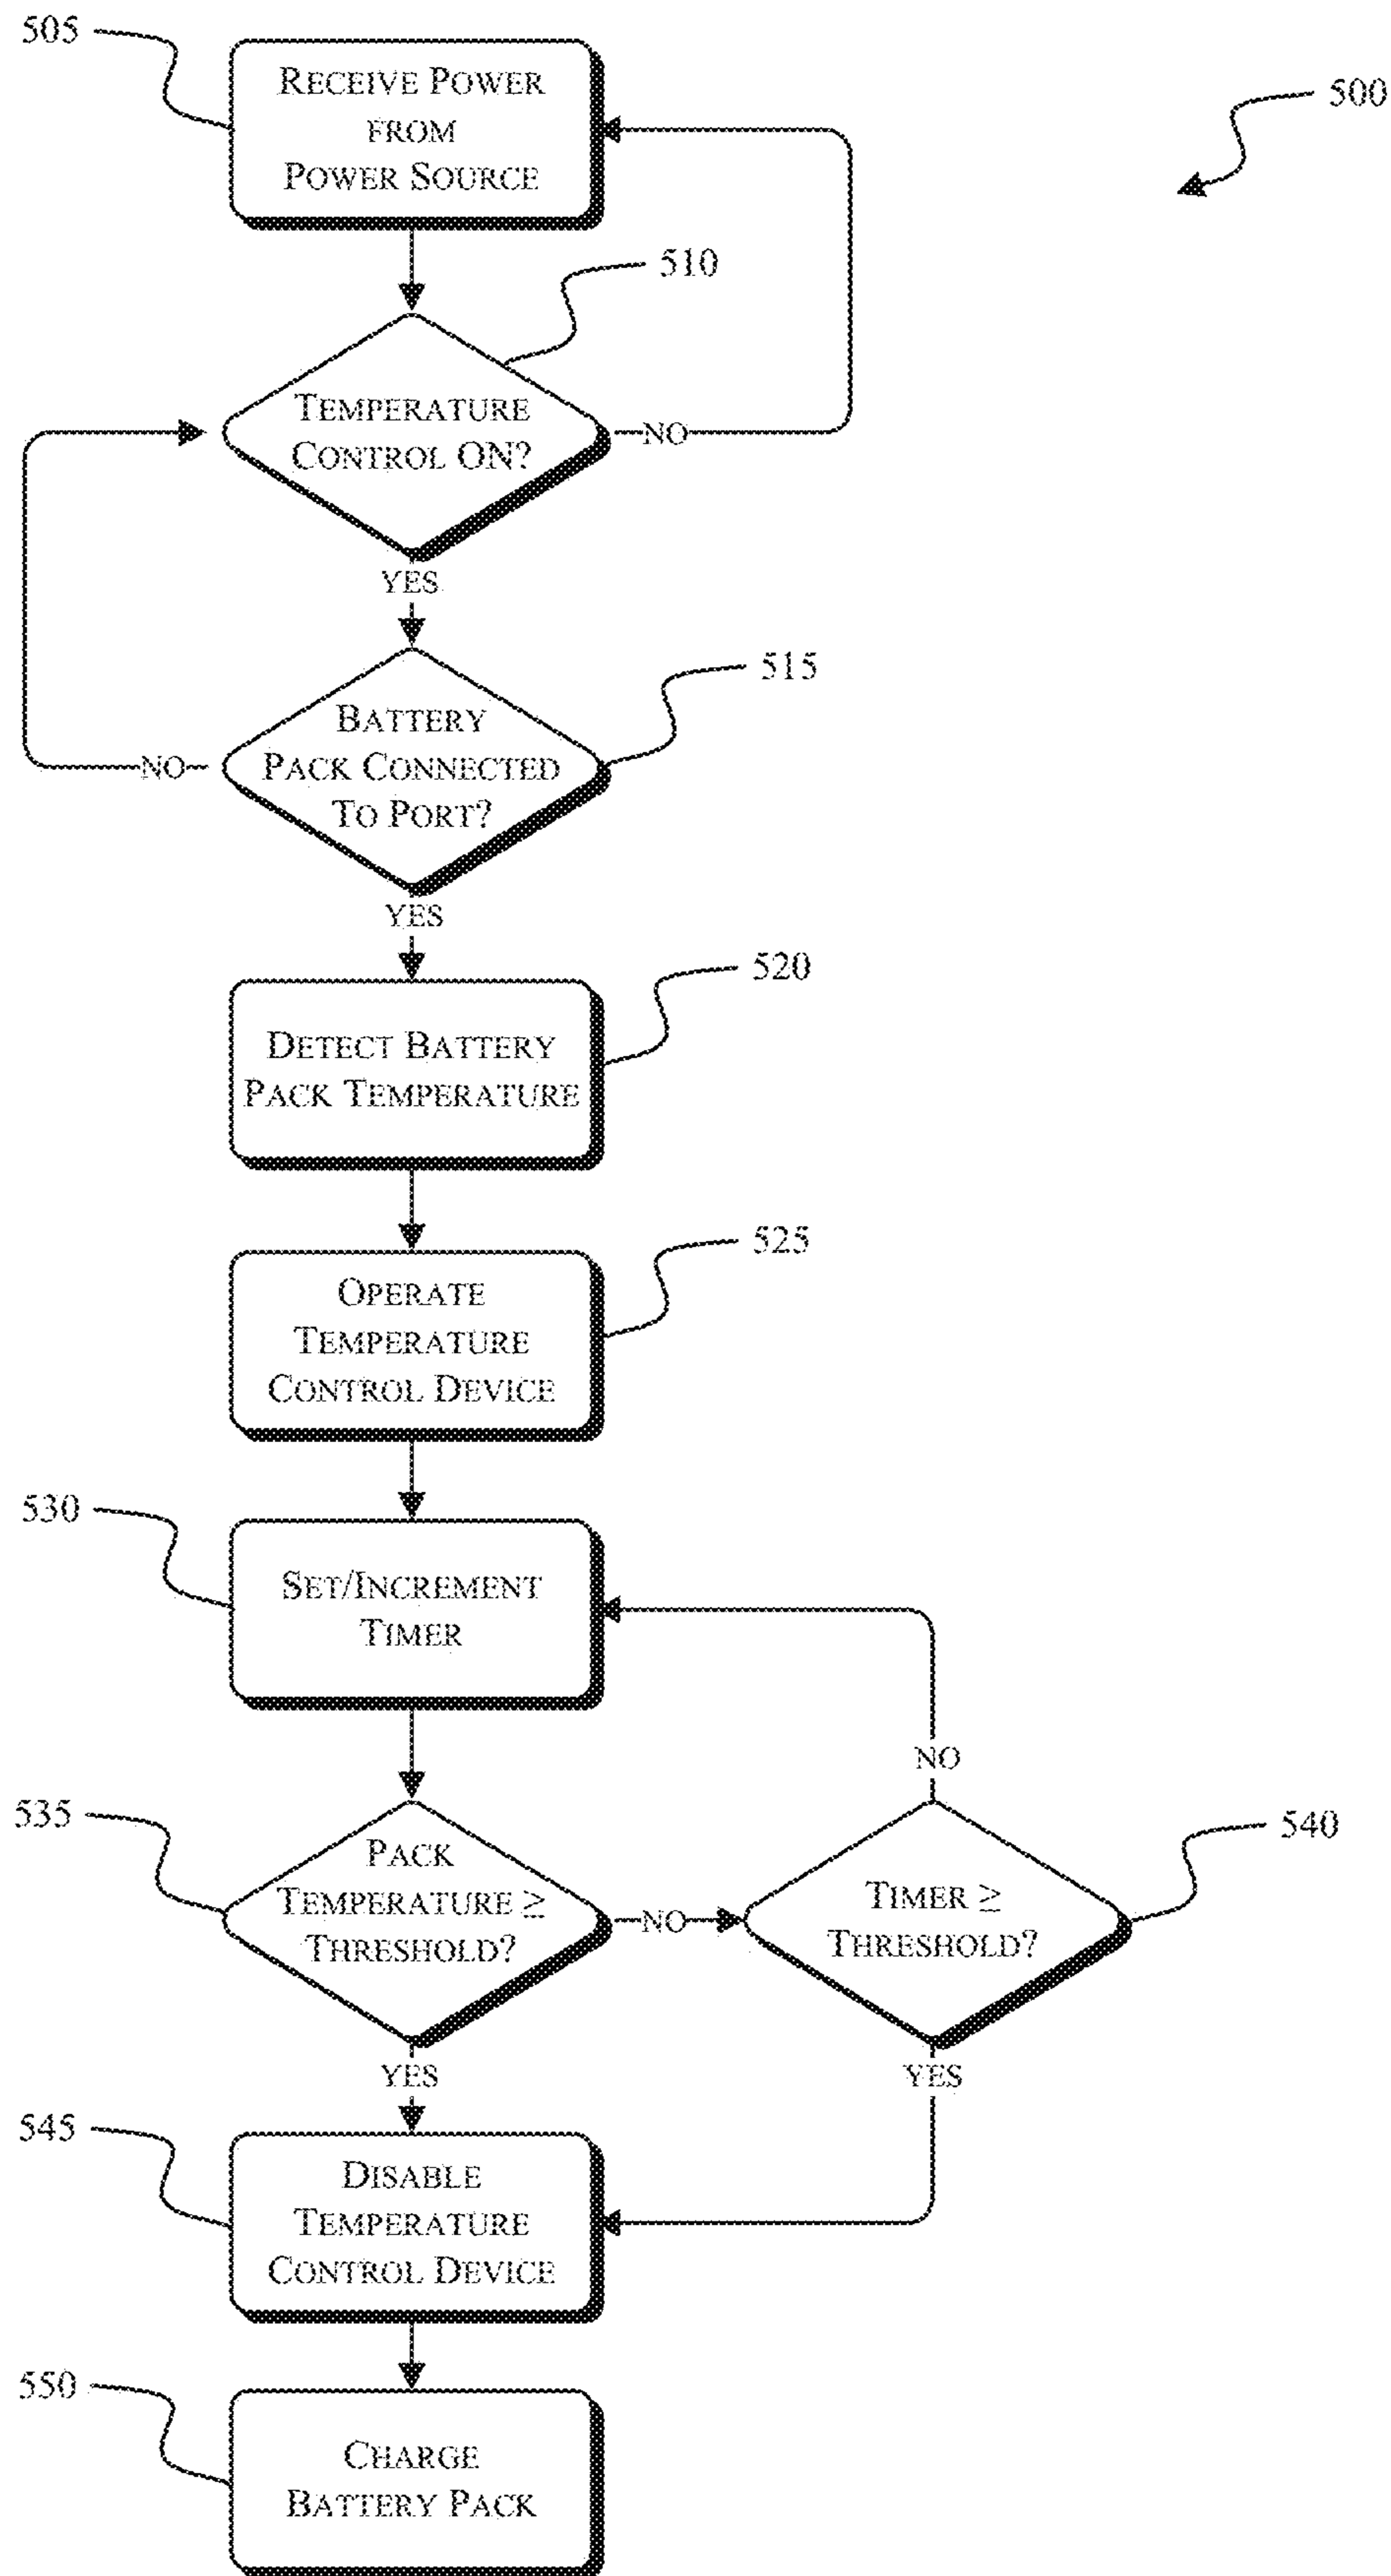 505
RECEIVE POWER
FROM
POWER SOURCE
500
510
TEMPERATURE
CONTROL ON?
NO
YES
515
BATTERY
PACK CONNECTED
TO PORT?
NO
YES
520
DETECT BATTERY
PACK TEMPERATURE
525
OPERATE
TEMPERATURE
CONTROL DEVICE
530
SET/INCREMENT
TIMER
535
PACK
TEMPERATURE ≥
THRESHOLD?
NO
YES
540
TIMER ≥
THRESHOLD?
NO
YES
545
DISABLE
TEMPERATURE
CONTROL DEVICE
550
CHARGE
BATTERY PACK